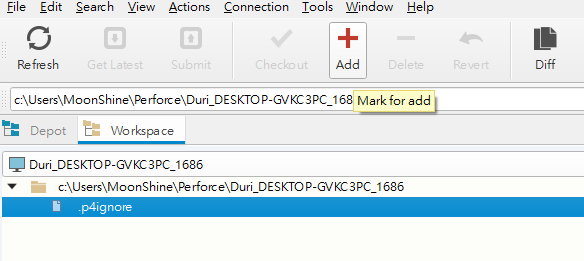 File Edit Search View Actions Connection Tools Window Help
Refresh Get Latest Submit Checkout Add Delete Revert Diff
c:\Users\MoonShine\Perforce\Duri_DESKTOP-GVKC3PC_168 Mark for add
Depot Workspace
Duri_DESKTOP-GVKC3PC_1686
c:\Users\MoonShine\Perforce\Duri_DESKTOP-GVKC3PC_1686
.p4ignore